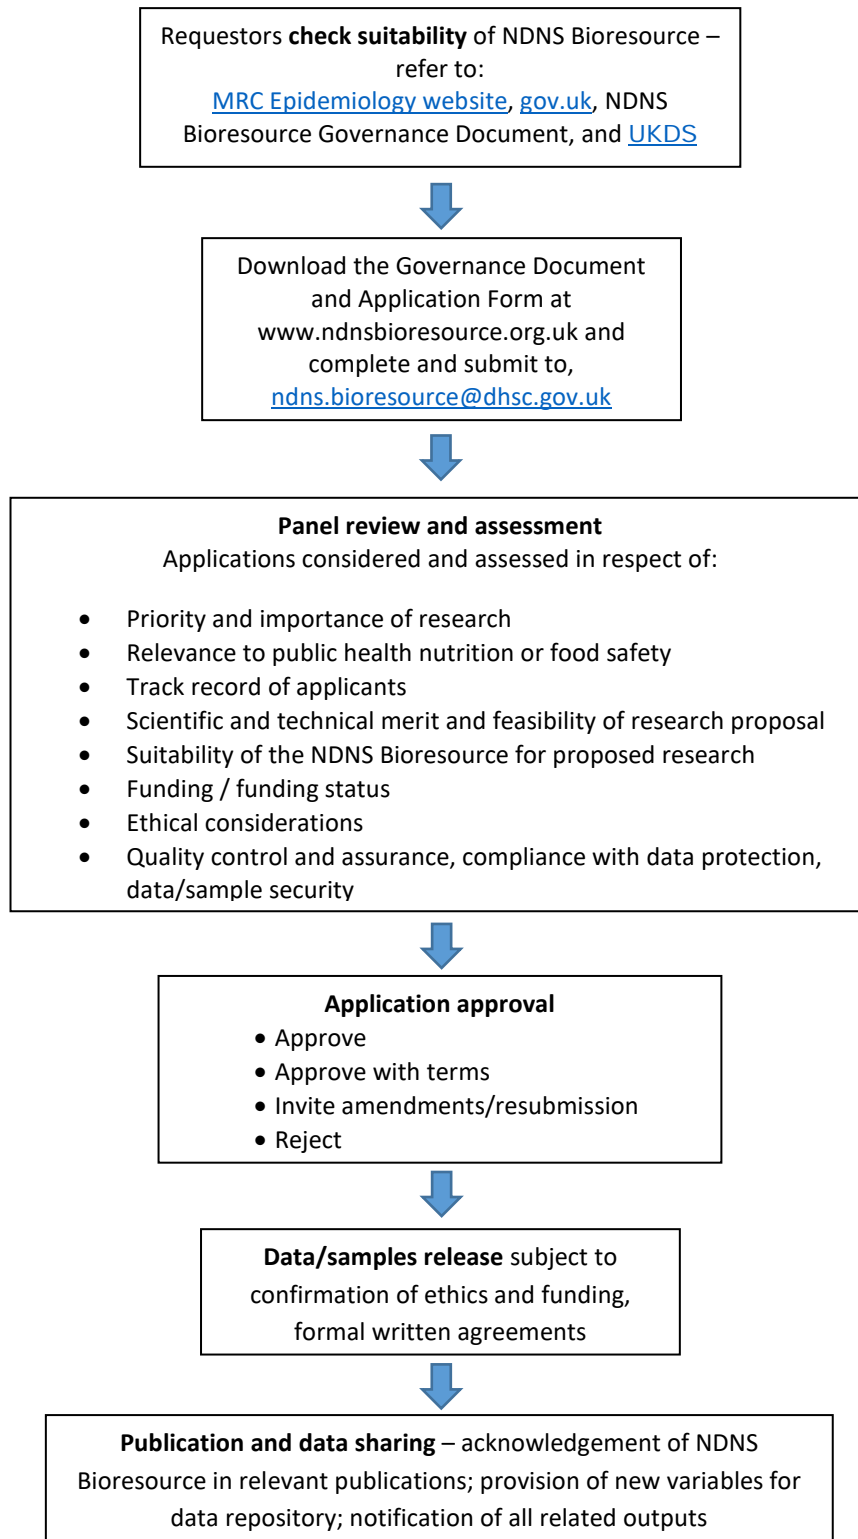 Requestors check suitability of NDNS Bioresource –
refer to:
MRC Epidemiology website, gov.uk, NDNS
Bioresource Governance Document, and UKDS
Download the Governance Document
and Application Form at
www.ndnsbioresource.org.uk and
complete and submit to,
ndns.bioresource@dhsc.gov.uk
Panel review and assessment
Applications considered and assessed in respect of:
• Priority and importance of research
• Relevance to public health nutrition or food safety
• Track record of applicants
• Scientific and technical merit and feasibility of research proposal
• Suitability of the NDNS Bioresource for proposed research
• Funding / funding status
• Ethical considerations
• Quality control and assurance, compliance with data protection,
data/sample security
Application approval
• Approve
• Approve with terms
• Invite amendments/resubmission
• Reject
Data/samples release subject to
confirmation of ethics and funding,
formal written agreements
Publication and data sharing – acknowledgement of NDNS
Bioresource in relevant publications; provision of new variables for
data repository; notification of all related outputs